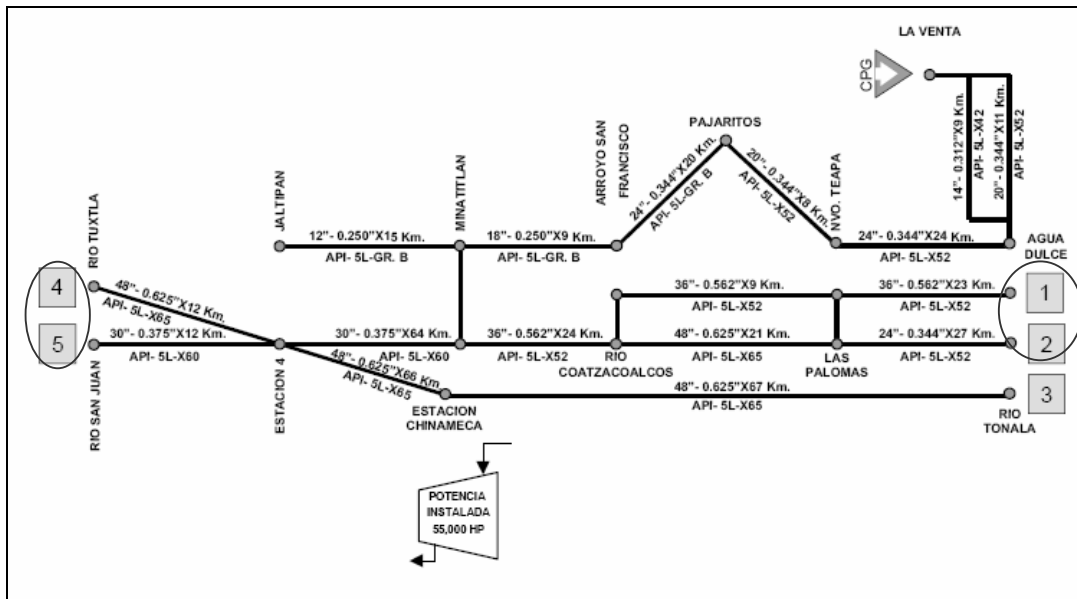 LA VENTA
CPG
14"- 0.312"X9 Km.
API- 5L-X42
20"- 0.344"X11 Km.
API- 5L-X52
PAJARITOS
ARROYO SAN
FRANCISCO
24"- 0.344"X20 Km.
API- 5L-GR. B
20"- 0.344"X8 Km.
API- 5L-X52
NVO. TEAPA
MINATITLAN
JALTIPAN
RIO TUXTLA
12"- 0.250"X15 Km.
API- 5L-GR. B
18"- 0.250"X9 Km.
API- 5L-GR. B
24"- 0.344"X24 Km.
API- 5L-X52
AGUA
DULCE
4
48"- 0.625"X12 Km.
API- 5L-X65
36"- 0.562"X9 Km.
API- 5L-X52
36"- 0.562"X23 Km.
API- 5L-X52
1
5
30"- 0.375"X12 Km.
API- 5L-X60
30"- 0.375"X64 Km.
API- 5L-X60
36"- 0.562"X24 Km.
API- 5L-X52
48"- 0.625"X21 Km.
API- 5L-X65
24"- 0.344"X27 Km.
API- 5L-X52
2
RIO SAN JUAN
ESTACION 4
48"- 0.625"X66 Km.
API- 5L-X65
RIO
COATZACOALCOS
LAS
PALOMAS
48"- 0.625"X67 Km.
API- 5L-X65
3
ESTACION
CHINAMECA
RIO
TONALA
POTENCIA
INSTALADA
55,000 HP